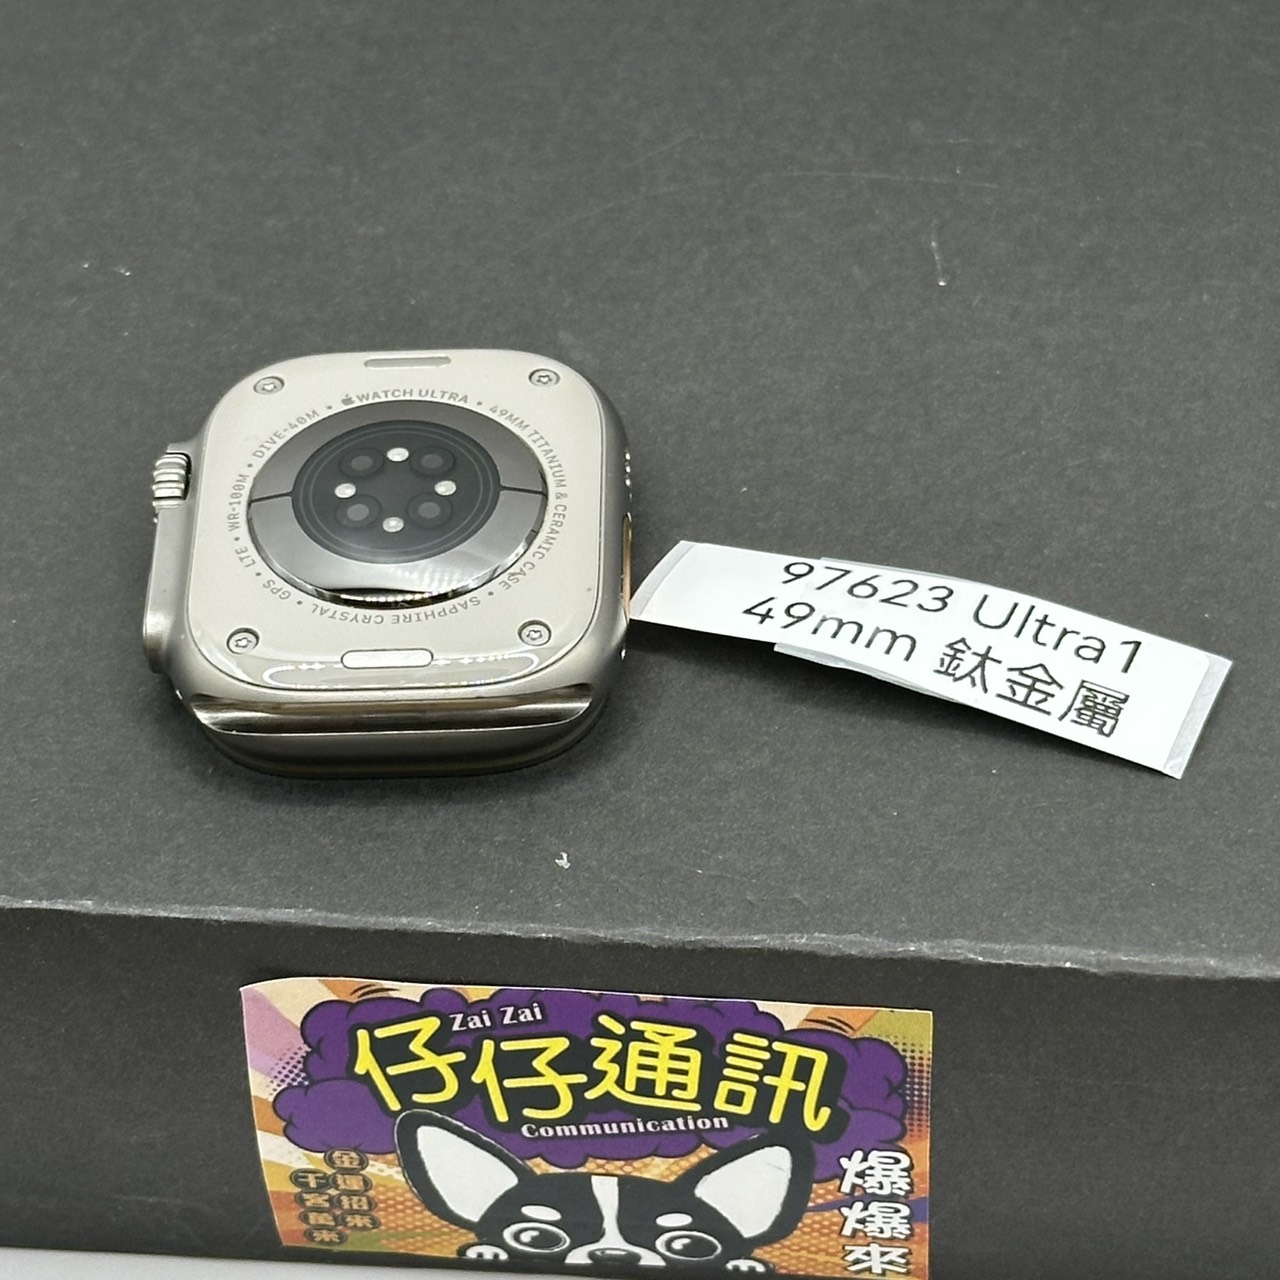 WATCH ULTRA • 49MM TITANIUM & CERAMIC CASE • SAPPHIRE CRYSTAL • GPS • LTE • WR-100M • DIVE-40M •
97623 Ultra1
49mm 鈦金屬
Zai Zai
仔仔通訊
Communication
爆爆來